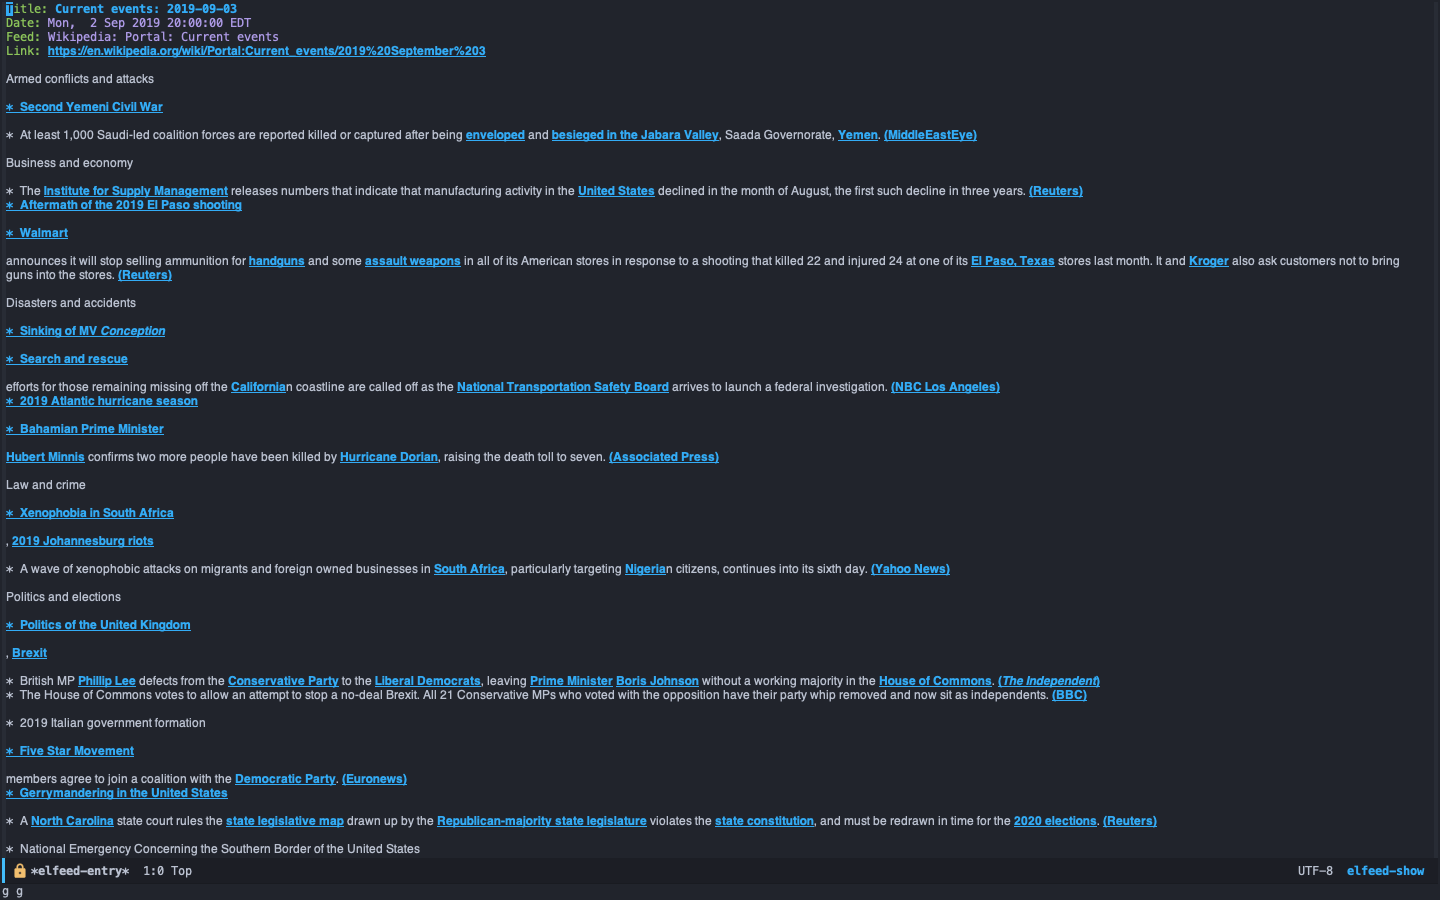 Title: Current events: 2019-09-03
Date: Mon,  2 Sep 2019 20:00:00 EDT
Feed: Wikipedia: Portal: Current events
Link: https://en.wikipedia.org/wiki/Portal:Current_events/2019%20September%203
Armed conflicts and attacks
* Second Yemeni Civil War
* At least 1,000 Saudi-led coalition forces are reported killed or captured after being enveloped and besieged in the Jabara Valley, Saada Governorate, Yemen. (MiddleEastEye)
Business and economy
* The Institute for Supply Management releases numbers that indicate that manufacturing activity in the United States declined in the month of August, the first such decline in three years. (Reuters)
* Aftermath of the 2019 El Paso shooting
* Walmart
announces it will stop selling ammunition for handguns and some assault weapons in all of its American stores in response to a shooting that killed 22 and injured 24 at one of its El Paso, Texas stores last month. It and Kroger also ask customers not to bring
guns into the stores. (Reuters)
Disasters and accidents
* Sinking of MV Conception
* Search and rescue
efforts for those remaining missing off the Californian coastline are called off as the National Transportation Safety Board arrives to launch a federal investigation. (NBC Los Angeles)
* 2019 Atlantic hurricane season
* Bahamian Prime Minister
Hubert Minnis confirms two more people have been killed by Hurricane Dorian, raising the death toll to seven. (Associated Press)
Law and crime
* Xenophobia in South Africa
, 2019 Johannesburg riots
* A wave of xenophobic attacks on migrants and foreign owned businesses in South Africa, particularly targeting Nigerian citizens, continues into its sixth day. (Yahoo News)
Politics and elections
* Politics of the United Kingdom
, Brexit
* British MP Phillip Lee defects from the Conservative Party to the Liberal Democrats, leaving Prime Minister Boris Johnson without a working majority in the House of Commons. (The Independent)
* The House of Commons votes to allow an attempt to stop a no-deal Brexit. All 21 Conservative MPs who voted with the opposition have their party whip removed and now sit as independents. (BBC)
* 2019 Italian government formation
* Five Star Movement
members agree to join a coalition with the Democratic Party. (Euronews)
* Gerrymandering in the United States
* A North Carolina state court rules the state legislative map drawn up by the Republican-majority state legislature violates the state constitution, and must be redrawn in time for the 2020 elections. (Reuters)
* National Emergency Concerning the Southern Border of the United States
*elfeed-entry*  1:0 Top UTF-8  elfeed-show
g g